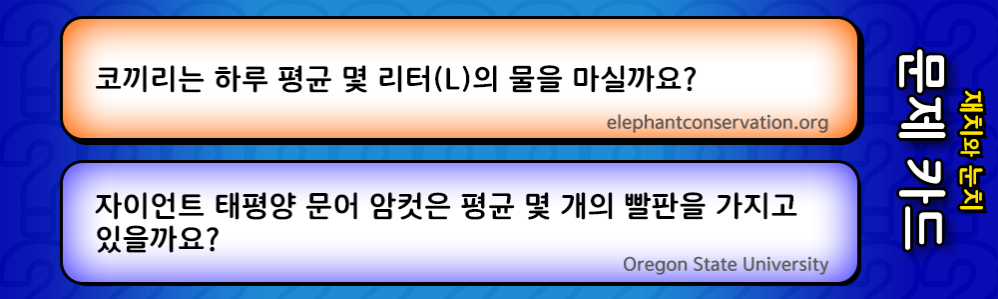 코끼리는 하루 평균 몇 리터(L)의 물을 마실까요?
elephantconservation.org
자이언트 태평양 문어 암컷은 평균 몇 개의 빨판을 가지고
있을까요?
Oregon State University
재치와 눈치
문제 카드